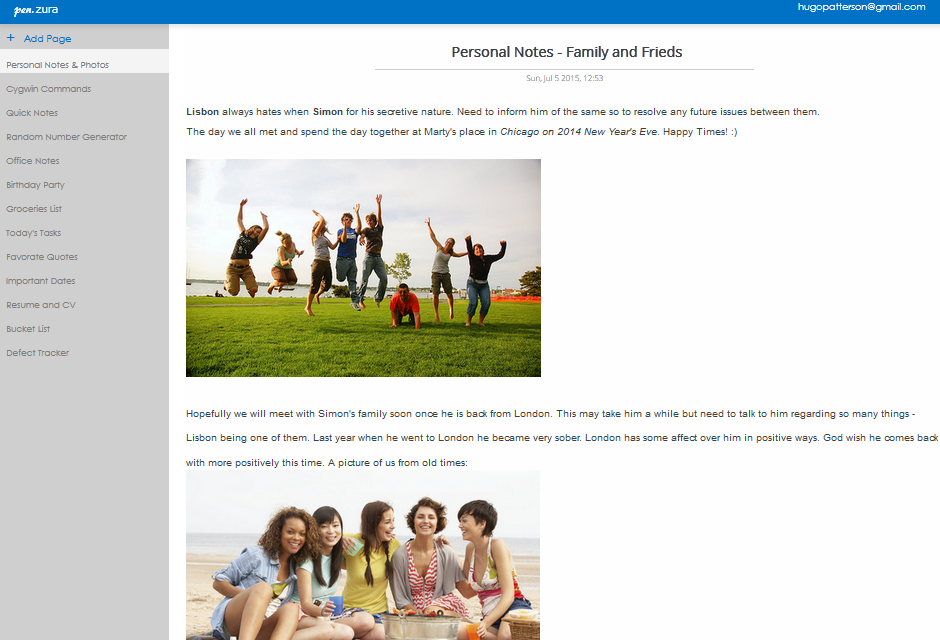 pen.zura
hugopatterson@gmail.com
+ Add Page
Personal Notes & Photos
Cygwin Commands
Quick Notes
Random Number Generator
Office Notes
Birthday Party
Groceries List
Today's Tasks
Favorate Quotes
Important Dates
Resume and CV
Bucket List
Defect Tracker
Personal Notes - Family and Frieds
Sun, Jul 5 2015, 12:53
Lisbon always hates when Simon for his secretive nature. Need to inform him of the same so to resolve any future issues between them.
The day we all met and spend the day together at Marty's place in Chicago on 2014 New Year's Eve. Happy Times! :)
Hopefully we will meet with Simon's family soon once he is back from London. This may take him a while but need to talk to him regarding so many things -
Lisbon being one of them. Last year when he went to London he became very sober. London has some affect over him in positive ways. God wish he comes back
with more positively this time. A picture of us from old times: